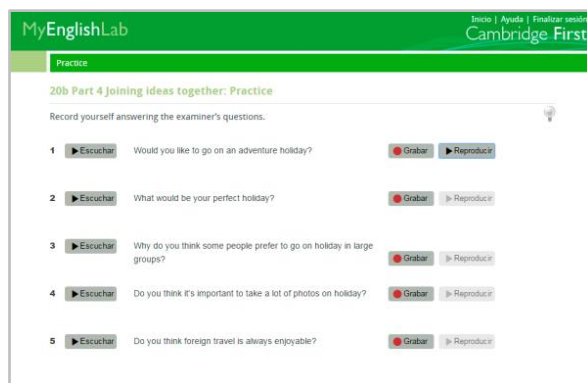 Inicio | Ayuda | Finalizar sesión
MyEnglishLab
Cambridge First
Practice
20b Part 4 Joining ideas together: Practice
Record yourself answering the examiner's questions.
1 Escuchar Would you like to go on an adventure holiday? Grabar Reproducir
2 Escuchar What would be your perfect holiday? Grabar Reproducir
3 Escuchar Why do you think some people prefer to go on holiday in large
groups? Grabar Reproducir
4 Escuchar Do you think it's important to take a lot of photos on holiday? Grabar Reproducir
5 Escuchar Do you think foreign travel is always enjoyable? Grabar Reproducir